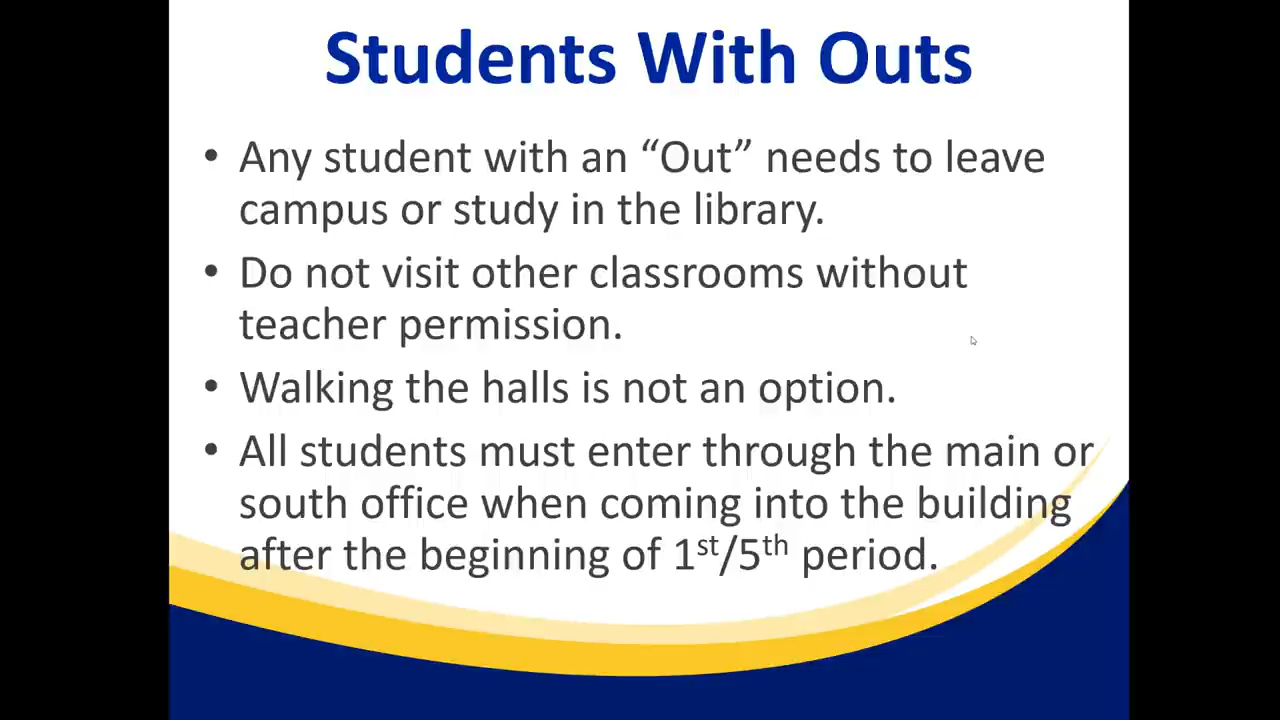 Students With Outs
• Any student with an “Out” needs to leave
campus or study in the library.
• Do not visit other classrooms without
teacher permission.
• Walking the halls is not an option.
• All students must enter through the main or
south office when coming into the building
after the beginning of 1st/5th period.